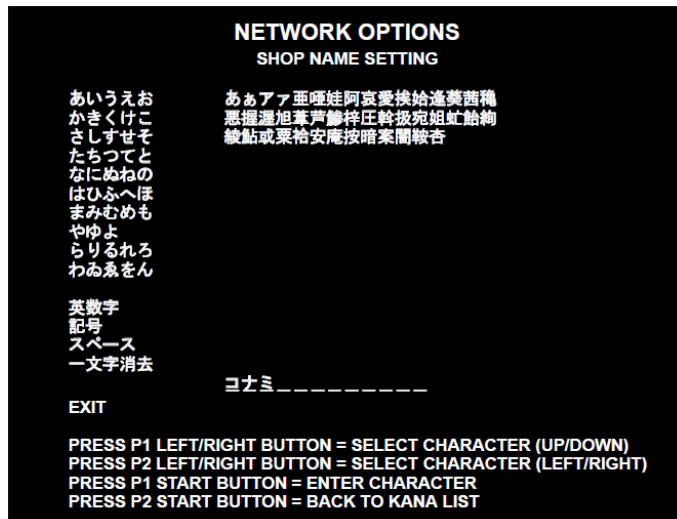 NETWORK OPTIONS
SHOP NAME SETTING
あいうえお
かきくけこ
さしすせそ
たちつてと
なにぬねの
はひふへほ
まみむめも
やゆよ
らりるれろ
わゐゑをん
英数字
記号
スペース
一文字消去
EXIT
あぁアァ亜唖娃阿哀愛挨姶逢葵茜穐
悪握渥旭葦芦鯵梓圧斡扱宛姐虻飴絢
綾鮎或粟袷安庵按暗案闇鞍杏
コナミ_________
PRESS P1 LEFT/RIGHT BUTTON = SELECT CHARACTER (UP/DOWN)
PRESS P2 LEFT/RIGHT BUTTON = SELECT CHARACTER (LEFT/RIGHT)
PRESS P1 START BUTTON = ENTER CHARACTER
PRESS P2 START BUTTON = BACK TO KANA LIST